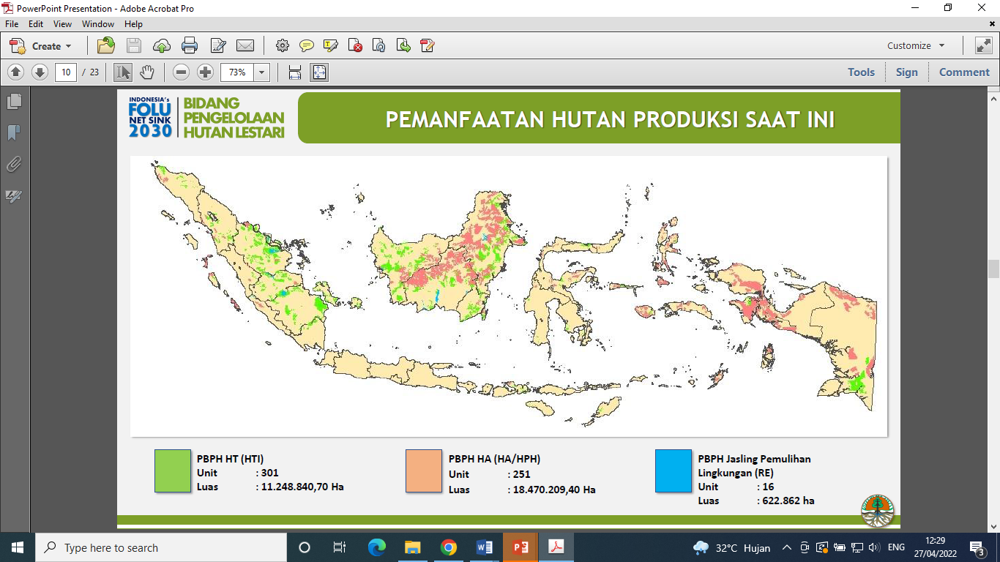 PowerPoint Presentation - Adobe Acrobat Pro
File Edit View Window Help
Create
Customize
10 / 23
73%
Tools Sign Comment
INDONESIA's
FOLU
NET SINK
2030
BIDANG
PENGELOLAAN
HUTAN LESTARI
PEMANFAATAN HUTAN PRODUKSI SAAT INI
PBPH HT (HTI)
Unit : 301
Luas : 11.248.840,70 Ha
PBPH HA (HA/HPH)
Unit : 251
Luas : 18.470.209,40 Ha
PBPH Jasling Pemulihan
Lingkungan (RE)
Unit : 16
Luas : 622.862 ha
Type here to search
32°C Hujan
ENG
12:29
27/04/2022
3